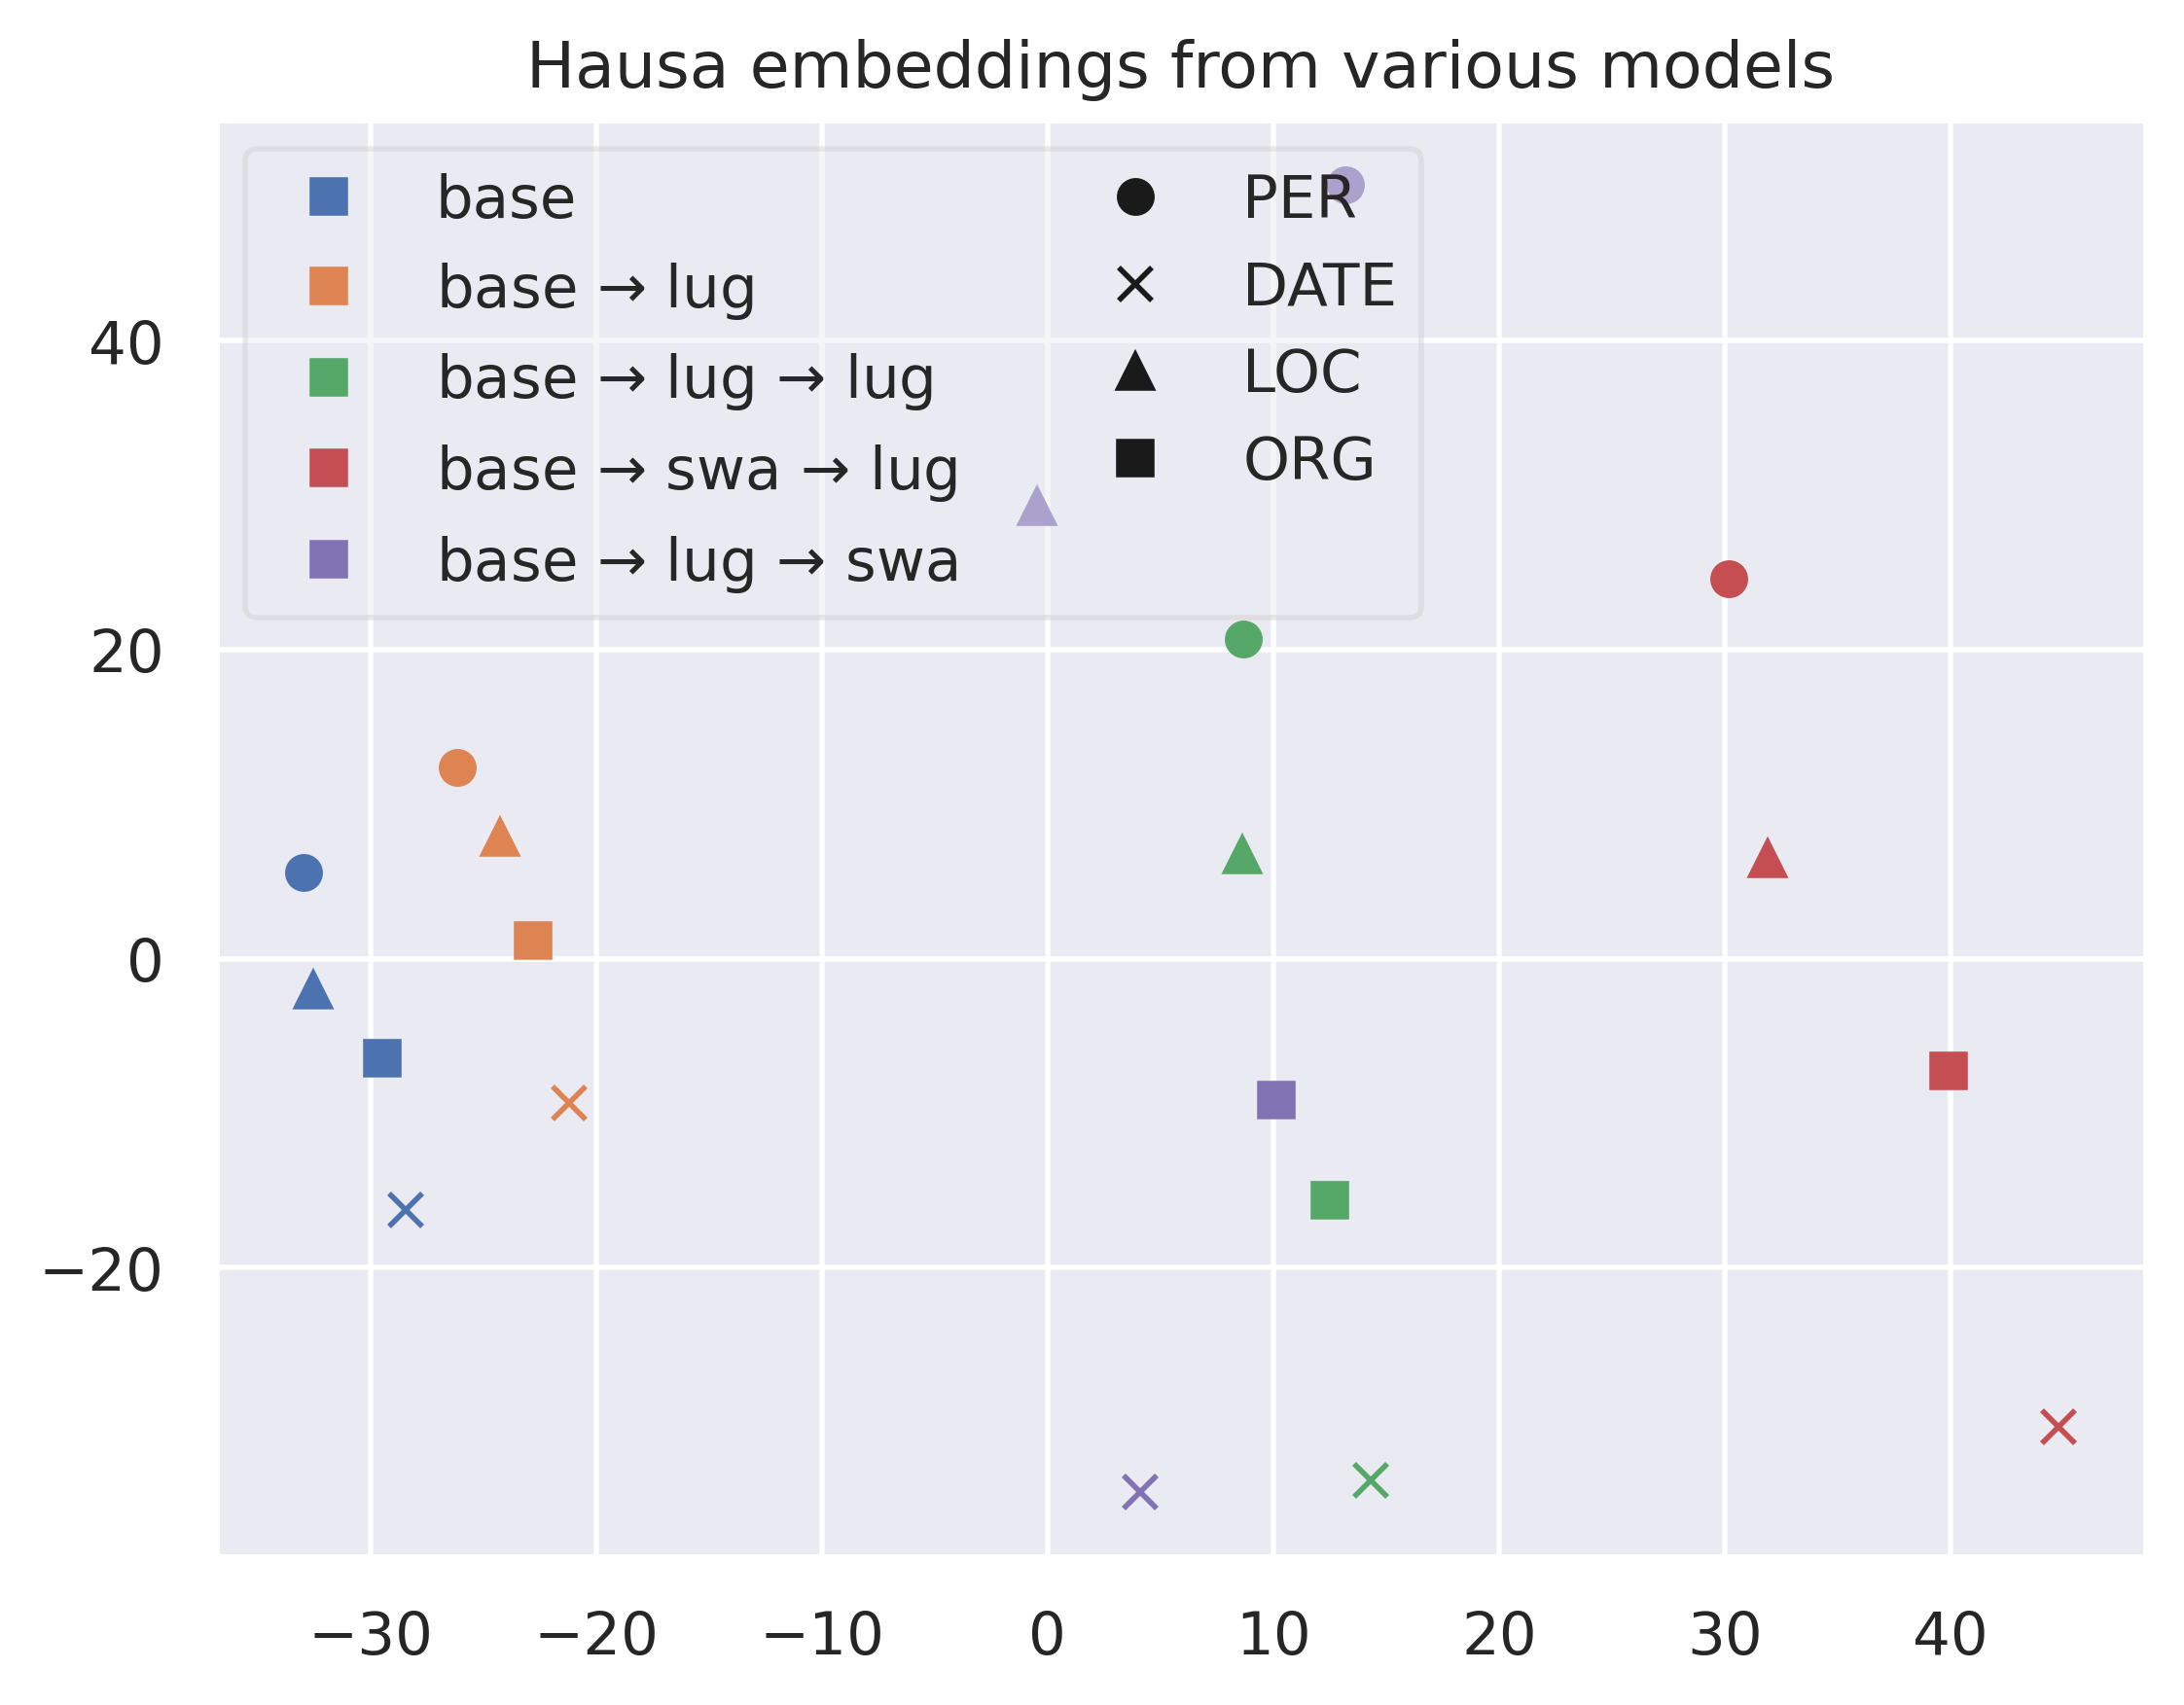 Hausa embeddings from various models
base
base → lug
base → lug → lug
base → swa → lug
base → lug → swa
PER
DATE
LOC
ORG
40
20
0
−20
−30 −20 −10 0 10 20 30 40